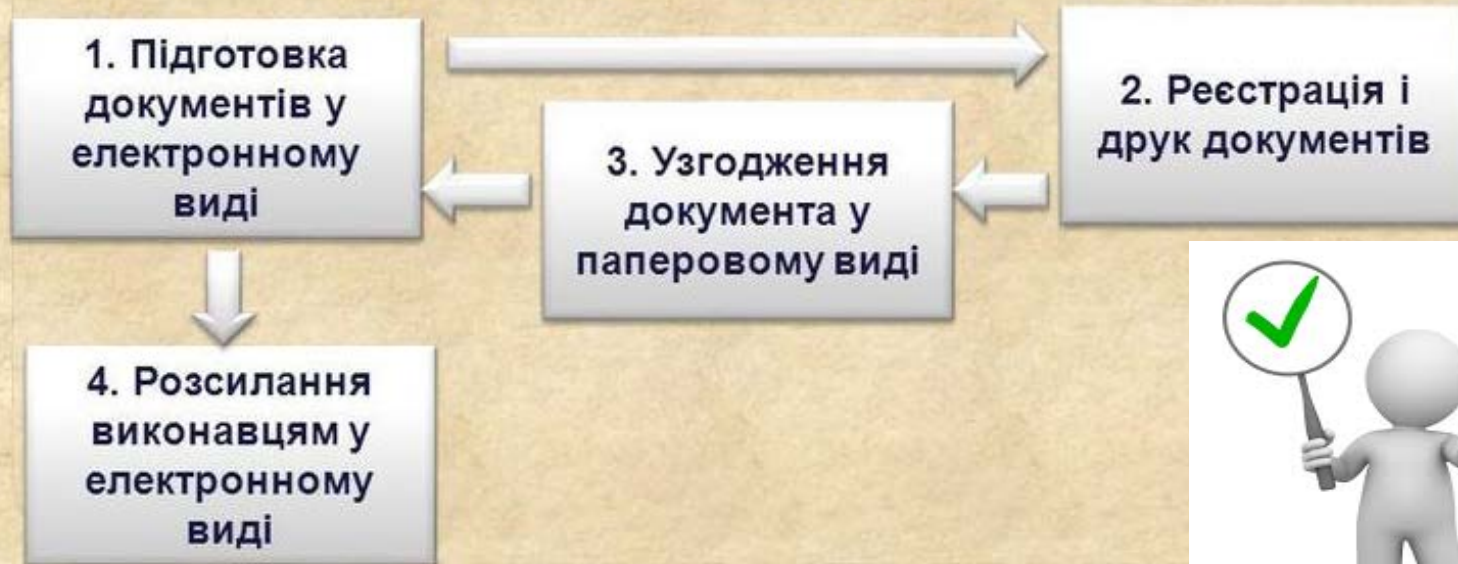 1. Підготовка
документів у
електронному
виді
2. Реєстрація і
друк документів
3. Узгодження
документа у
паперовому виді
4. Розсилання
виконавцям у
електронному
виді